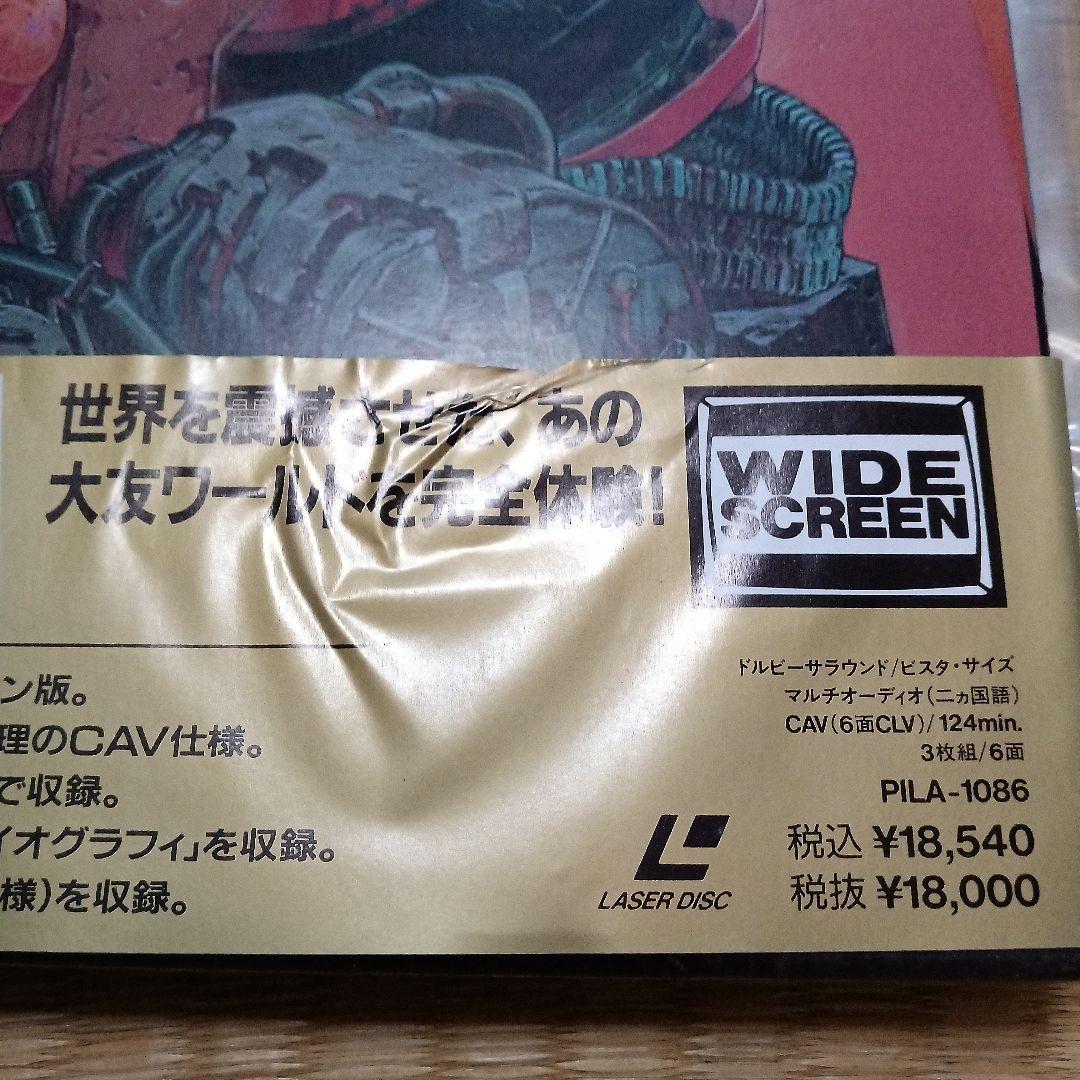 世界を震撼させた、あの
大友ワールドを完全体験!
WIDE
SCREEN
ドルビーサラウンド/ビスタ・サイズ
マルチオーディオ(二ヵ国語)
CAV(6面CLV)/124min.
3枚組/6面
PILA-1086
税込 ¥18,540
税抜 ¥18,000
LASER DISC
ン版。
理のCAV仕様。
で収録。
イオグラフィ」を収録。
様)を収録。